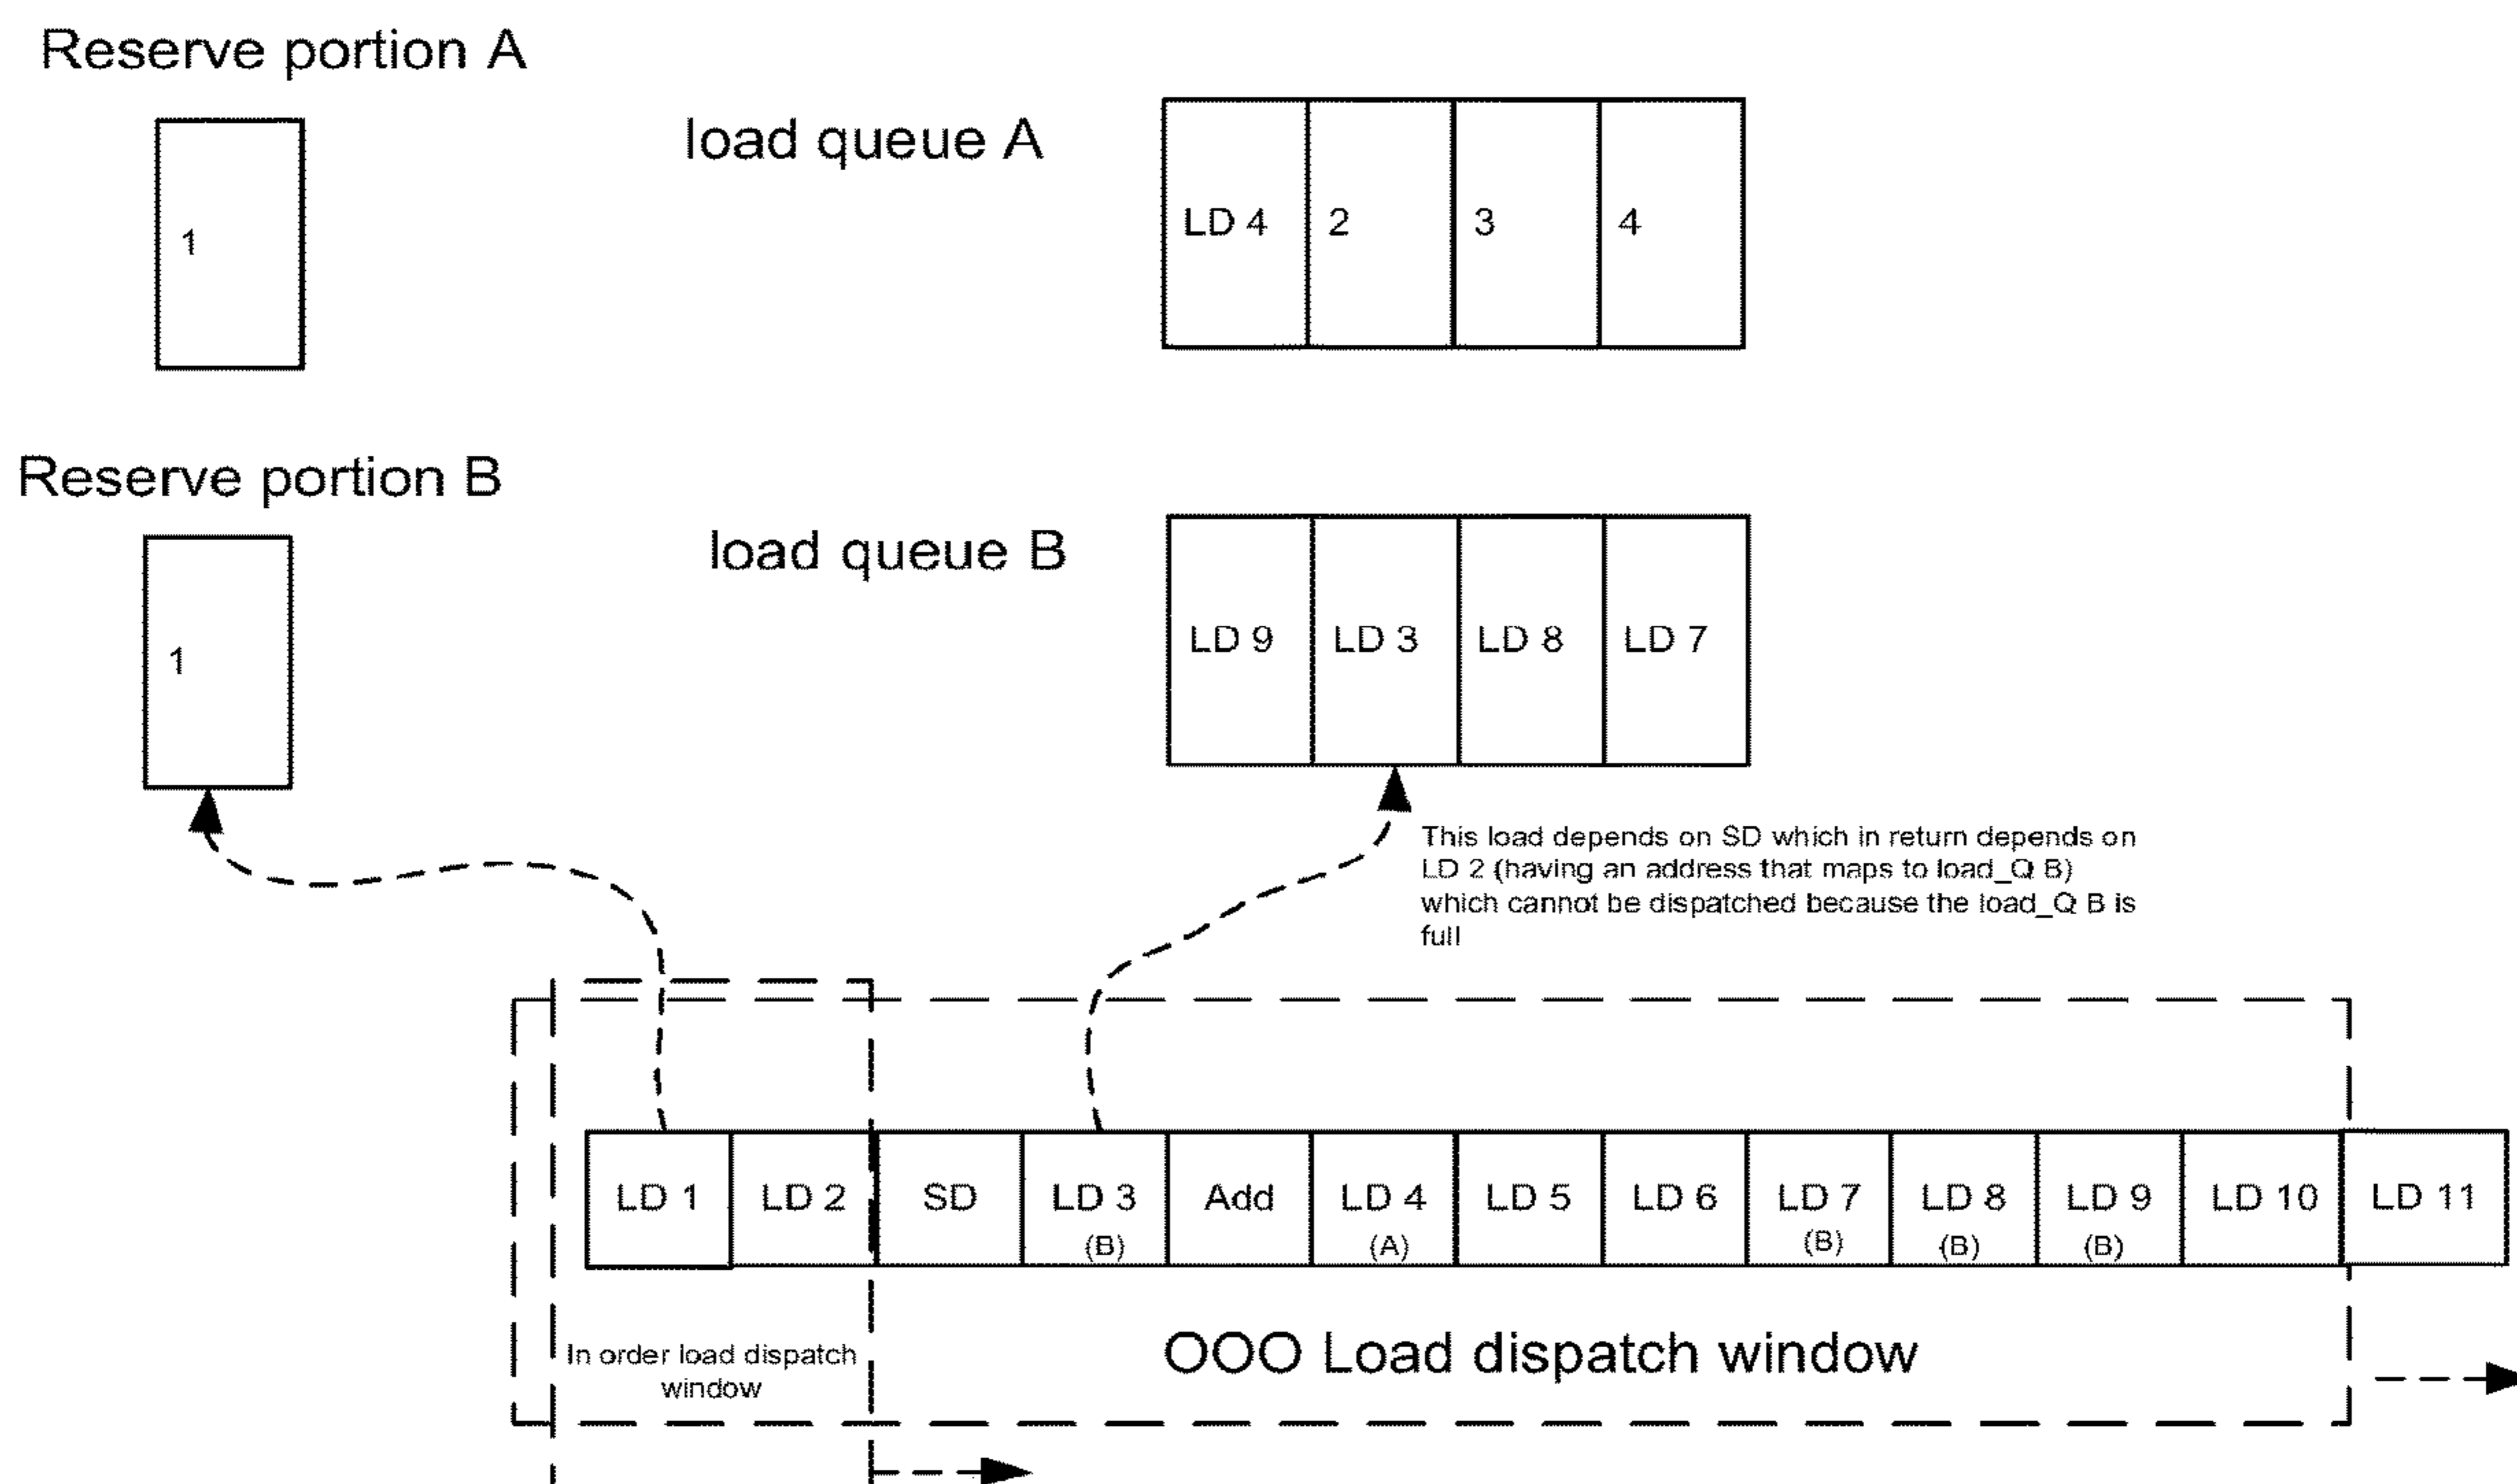 Reserve portion A
load queue A
1
LD 4 2 3 4
Reserve portion B
load queue B
1
LD 9 LD 3 LD 8 LD 7
This load depends on SD which in return depends on
LD 2 (having an address that maps to load_Q B)
which cannot be dispatched because the load_Q B is
full
LD 1 LD 2 SD LD 3 Add LD 4 LD 5 LD 6 LD 7 LD 8 LD 9 LD 10 LD 11
(B) (A) (B) (B) (B)
In order load dispatch
window
OOO Load dispatch window